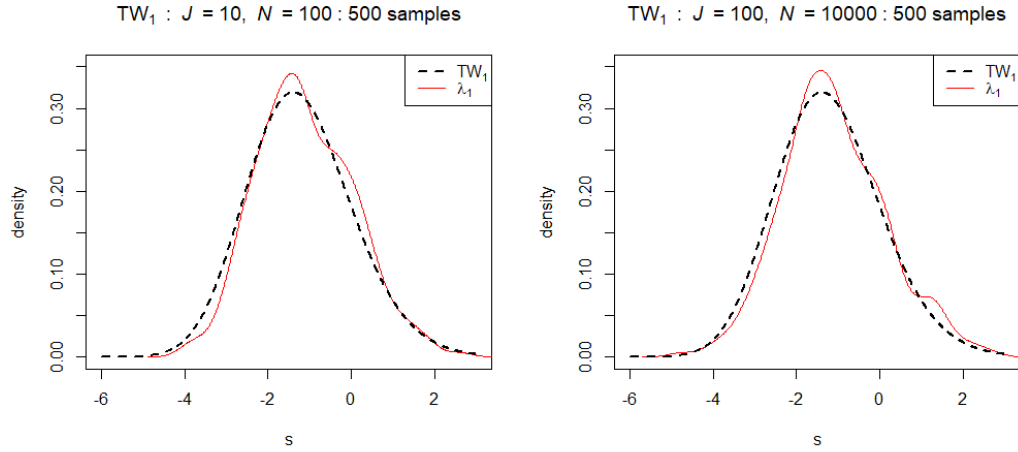 TW₁ : J = 10, N = 100 : 500 samples
TW₁
λ₁
density
0.00
0.10
0.20
0.30
-6
-4
-2
0
2
s
TW₁ : J = 100, N = 10000 : 500 samples
TW₁
λ₁
density
0.00
0.10
0.20
0.30
-6
-4
-2
0
2
s